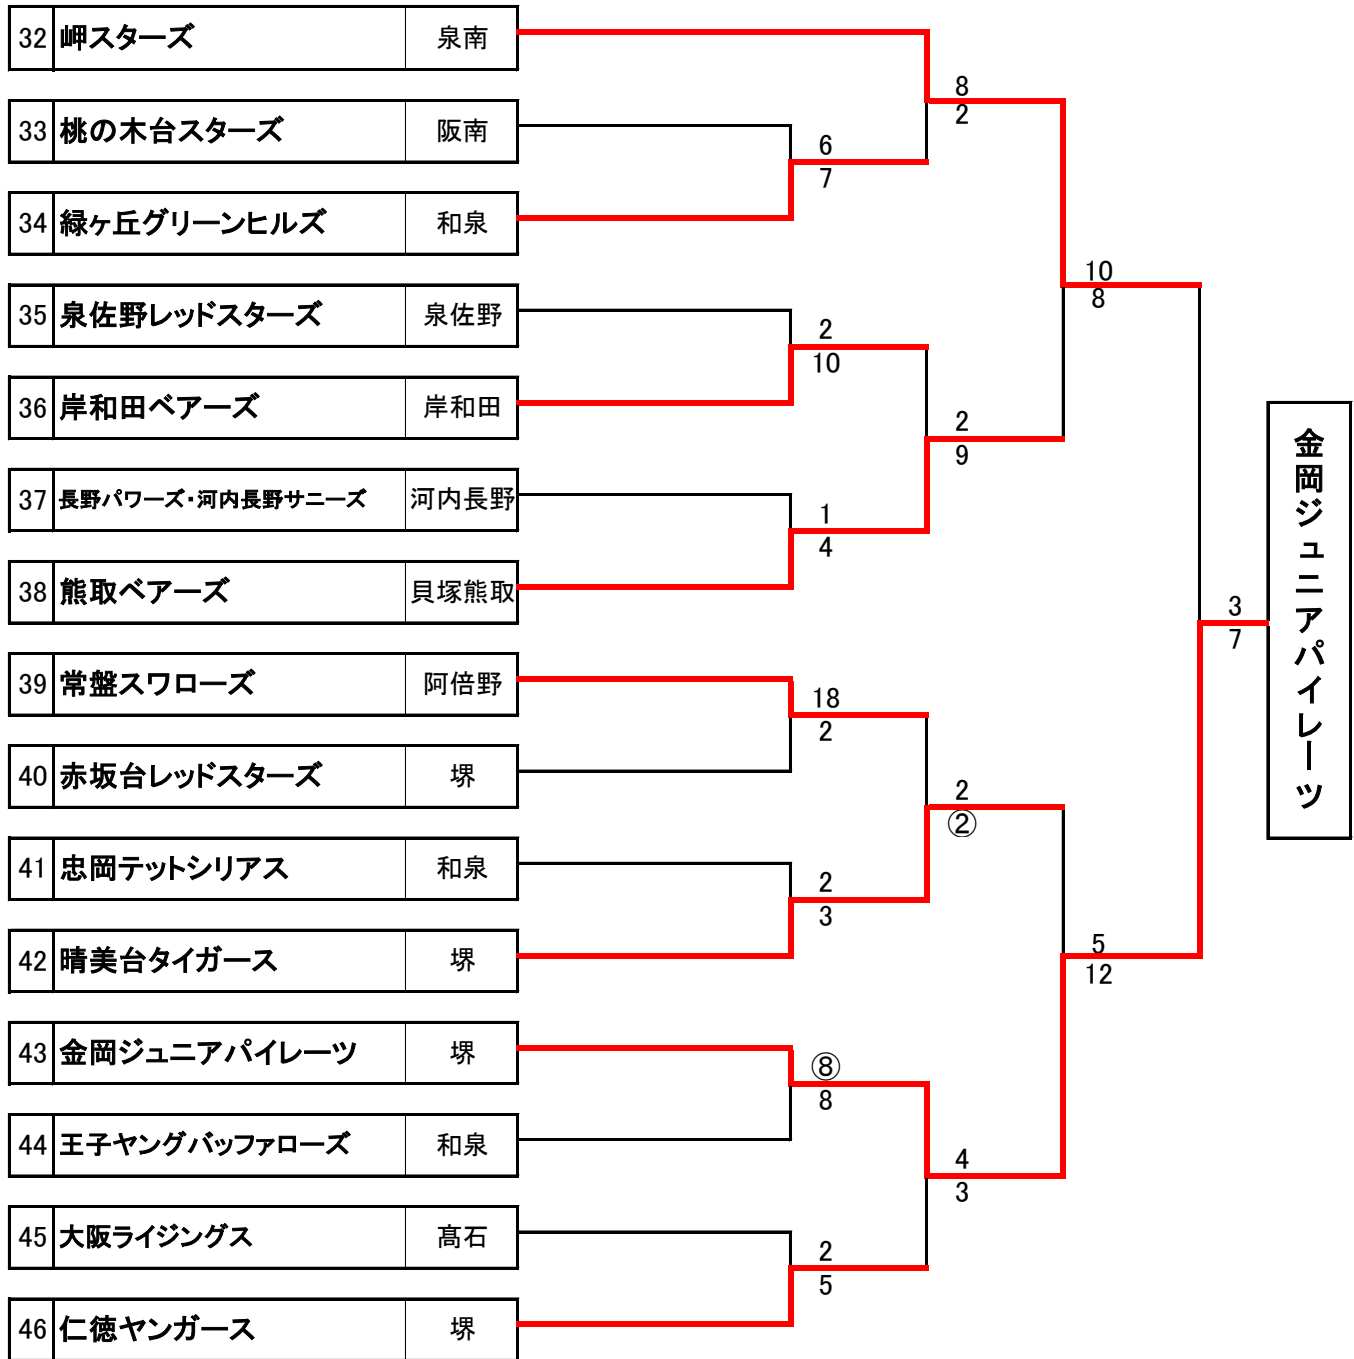 32 岬スターズ 泉南
33 桃の木台スターズ 阪南
34 緑ヶ丘グリーンヒルズ 和泉
35 泉佐野レッドスターズ 泉佐野
36 岸和田ベアーズ 岸和田
37 長野パワーズ・河内長野サニーズ 河内長野
38 熊取ベアーズ 貝塚熊取
39 常盤スワローズ 阿倍野
40 赤坂台レッドスターズ 堺
41 忠岡テットシリアス 和泉
42 晴美台タイガース 堺
43 金岡ジュニアパイレーツ 堺
44 王子ヤングバッファローズ 和泉
45 大阪ライジングス 髙石
46 仁徳ヤンガース 堺
6
7
2
10
1
4
18
2
2
3
⑧
8
2
5
8
2
2
9
2
②
4
3
10
8
5
12
3
7
金岡ジュニアパイレーツ